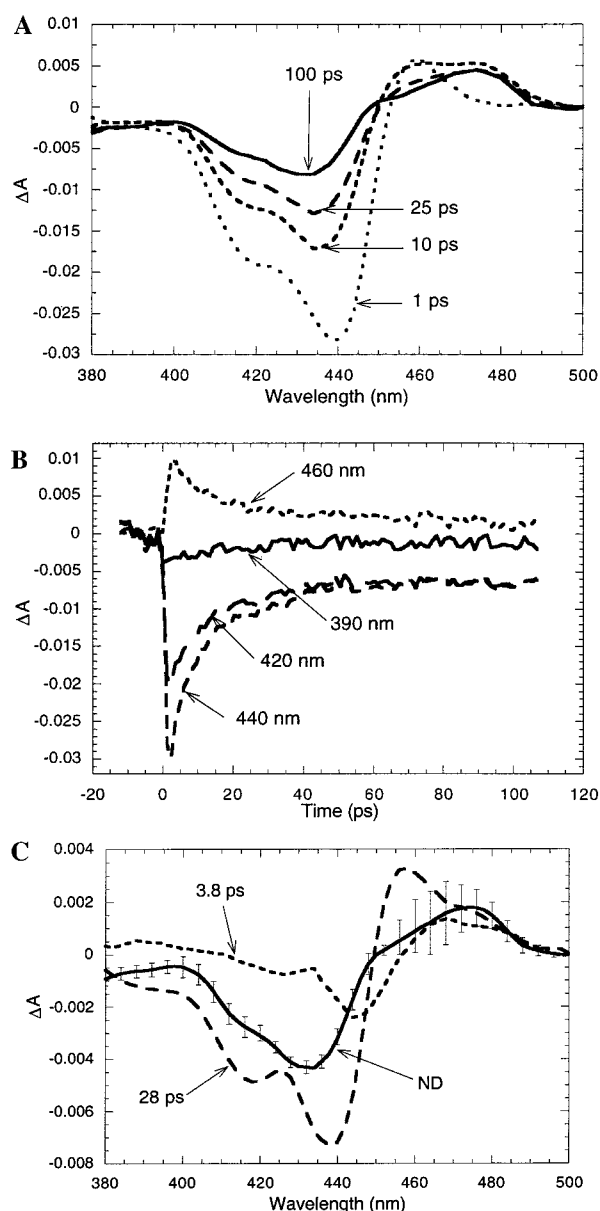 A
0.01
0.005
0
-0.005
-0.01
-0.015
-0.02
-0.025
-0.03
ΔA
100 ps
25 ps
10 ps
1 ps
380 400 420 440 460 480 500
Wavelength (nm)
B
0.01
0.005
0
-0.005
-0.01
-0.015
-0.02
-0.025
-0.03
ΔA
460 nm
390 nm
420 nm
440 nm
-20 0 20 40 60 80 100 120
Time (ps)
C
0.004
0.002
0
-0.002
-0.004
-0.006
-0.008
ΔA
3.8 ps
ND
28 ps
380 400 420 440 460 480 500
Wavelength (nm)